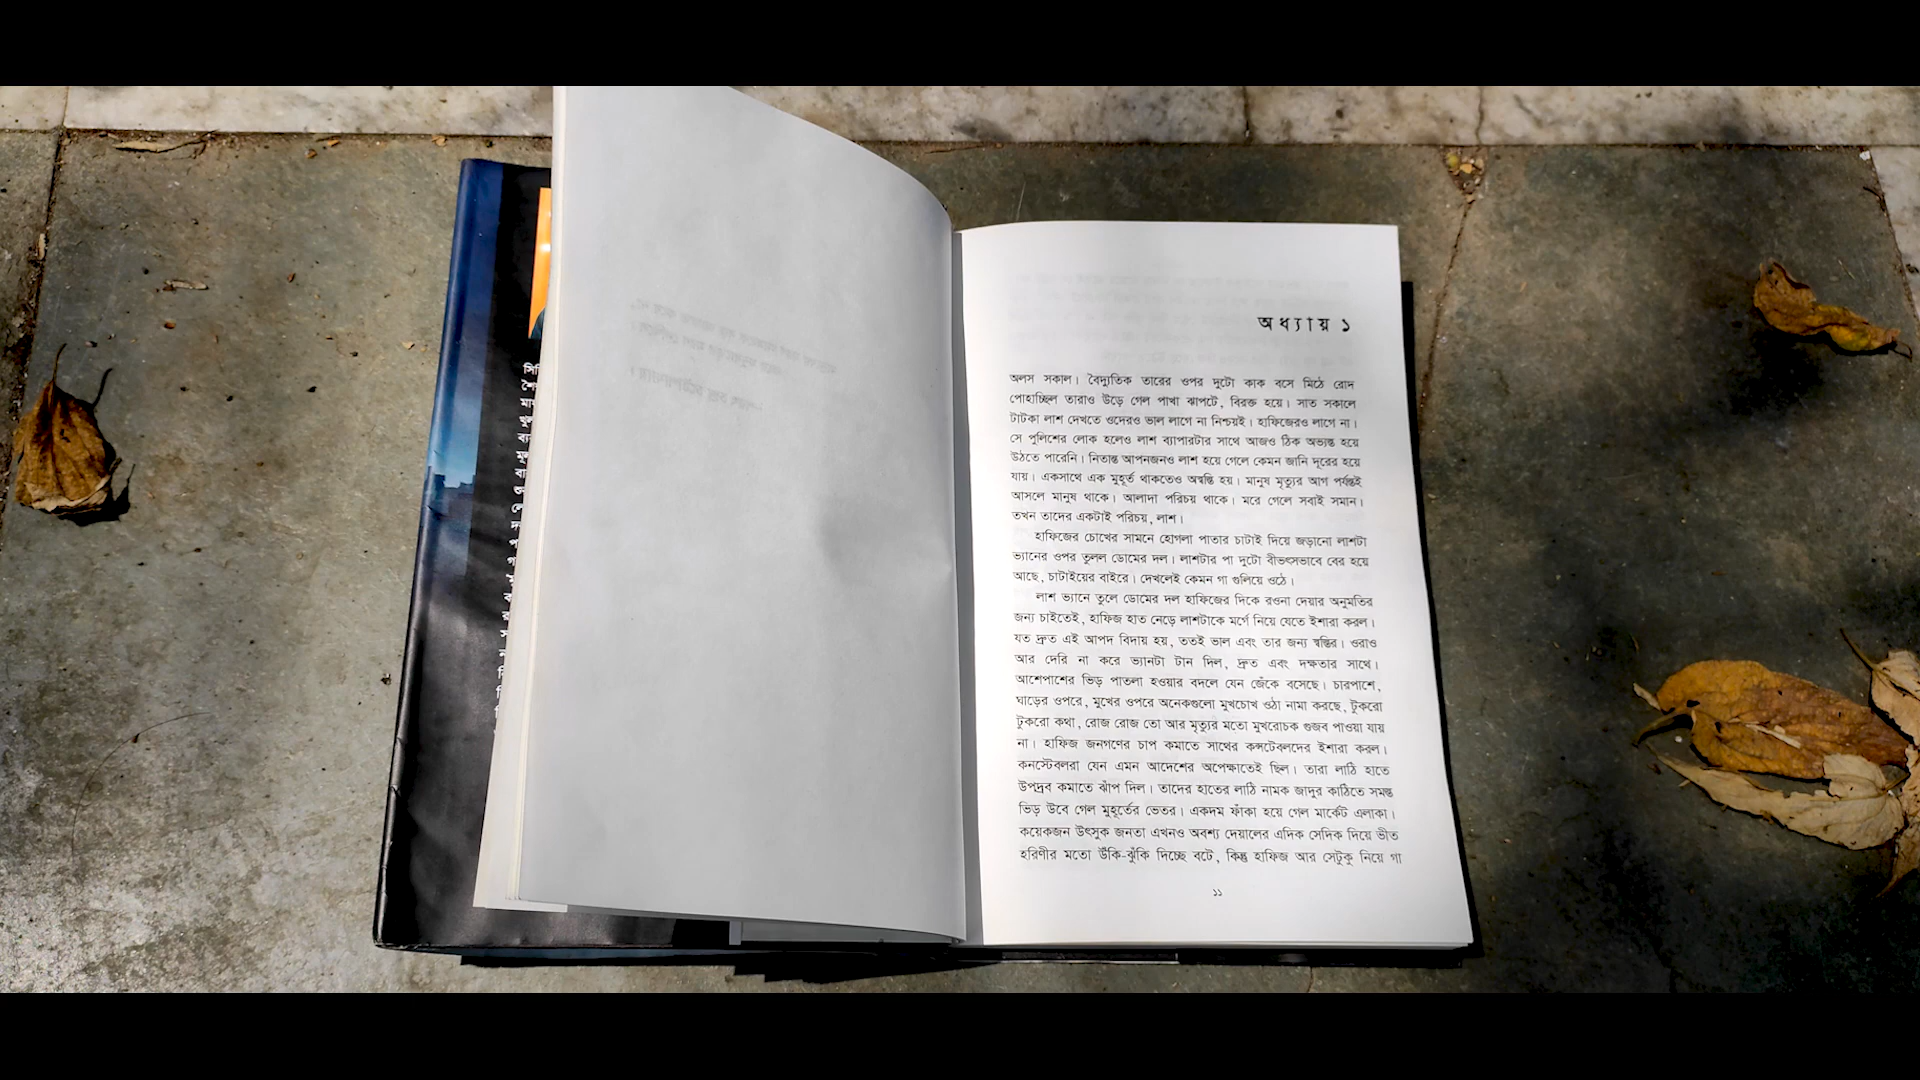 সি
শৈ
মা
খু
ব্য
মূ
বা
অধ্যায় ১
অলস সকাল। বৈদ্যুতিক তারের ওপর দুটো কাক বসে মিঠে রোদ
পোহাচ্ছিল তারাও উড়ে গেল পাখা ঝাপটে, বিরক্ত হয়ে। সাত সকালে
টাটকা লাশ দেখতে ওদেরও ভাল লাগে না নিশ্চয়ই। হাফিজেরও লাগে না।
সে পুলিশের লোক হলেও লাশ ব্যাপারটার সাথে আজও ঠিক অভ্যস্ত হয়ে
উঠতে পারেনি। নিতান্ত আপনজনও লাশ হয়ে গেলে কেমন জানি দূরের হয়ে
যায়। একসাথে এক মুহূর্ত থাকতেও অস্বস্তি হয়। মানুষ মৃত্যুর আগ পর্যন্তই
আসলে মানুষ থাকে। আলাদা পরিচয় থাকে। মরে গেলে সবাই সমান।
তখন তাদের একটাই পরিচয়, লাশ।
হাফিজের চোখের সামনে হোগলা পাতার চাটাই দিয়ে জড়ানো লাশটা
ভ্যানের ওপর তুলল ডোমের দল। লাশটার পা দুটো বীভৎসভাবে বের হয়ে
আছে, চাটাইয়ের বাইরে। দেখলেই কেমন গা গুলিয়ে ওঠে।
লাশ ভ্যানে তুলে ডোমের দল হাফিজের দিকে রওনা দেয়ার অনুমতির
জন্য চাইতেই, হাফিজ হাত নেড়ে লাশটাকে মর্গে নিয়ে যেতে ইশারা করল।
যত দ্রুত এই আপদ বিদায় হয়, ততই ভাল এবং তার জন্য স্বস্তির। ওরাও
আর দেরি না করে ভ্যানটা টান দিল, দ্রুত এবং দক্ষতার সাথে।
আশেপাশের ভিড় পাতলা হওয়ার বদলে যেন জেঁকে বসেছে। চারপাশে,
ঘাড়ের ওপরে, মুখের ওপরে অনেকগুলো মুখচোখ ওঠা নামা করছে, টুকরো
টুকরো কথা, রোজ রোজ তো আর মৃত্যুর মতো মুখরোচক গুজব পাওয়া যায়
না। হাফিজ জনগণের চাপ কমাতে সাথের কন্সটেবলদের ইশারা করল।
কনস্টেবলরা যেন এমন আদেশের অপেক্ষাতেই ছিল। তারা লাঠি হাতে
উপদ্রব কমাতে ঝাঁপ দিল। তাদের হাতের লাঠি নামক জাদুর কাঠিতে সমস্ত
ভিড় উবে গেল মুহূর্তের ভেতর। একদম ফাঁকা হয়ে গেল মার্কেট এলাকা।
কয়েকজন উৎসুক জনতা এখনও অবশ্য দেয়ালের এদিক সেদিক দিয়ে ভীত
হরিণীর মতো উঁকি-ঝুঁকি দিচ্ছে বটে, কিন্তু হাফিজ আর সেটুকু নিয়ে গা
১১